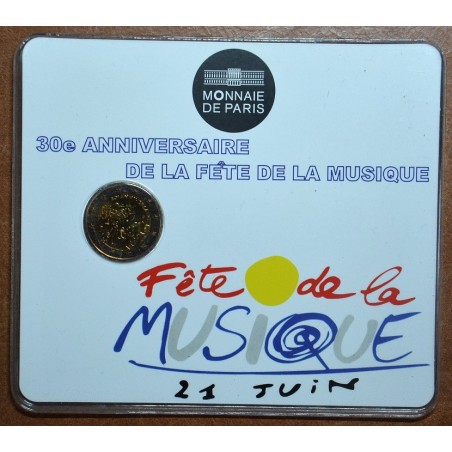 MONNAIE
DE PARIS
30e ANNIVERSAIRE
DE LA FÊTE DE LA MUSIQUE
Fête de la
MUSIQUE
21 JUIN